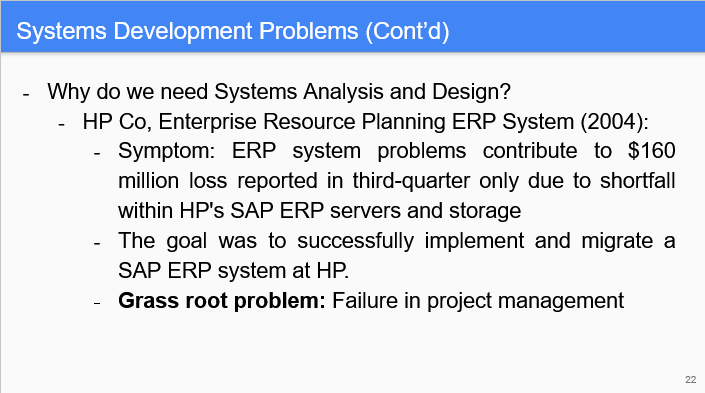 Systems Development Problems (Cont’d)
- Why do we need Systems Analysis and Design?
- HP Co, Enterprise Resource Planning ERP System (2004):
- Symptom: ERP system problems contribute to $160
million loss reported in third-quarter only due to shortfall
within HP's SAP ERP servers and storage
- The goal was to successfully implement and migrate a
SAP ERP system at HP.
- Grass root problem: Failure in project management
22